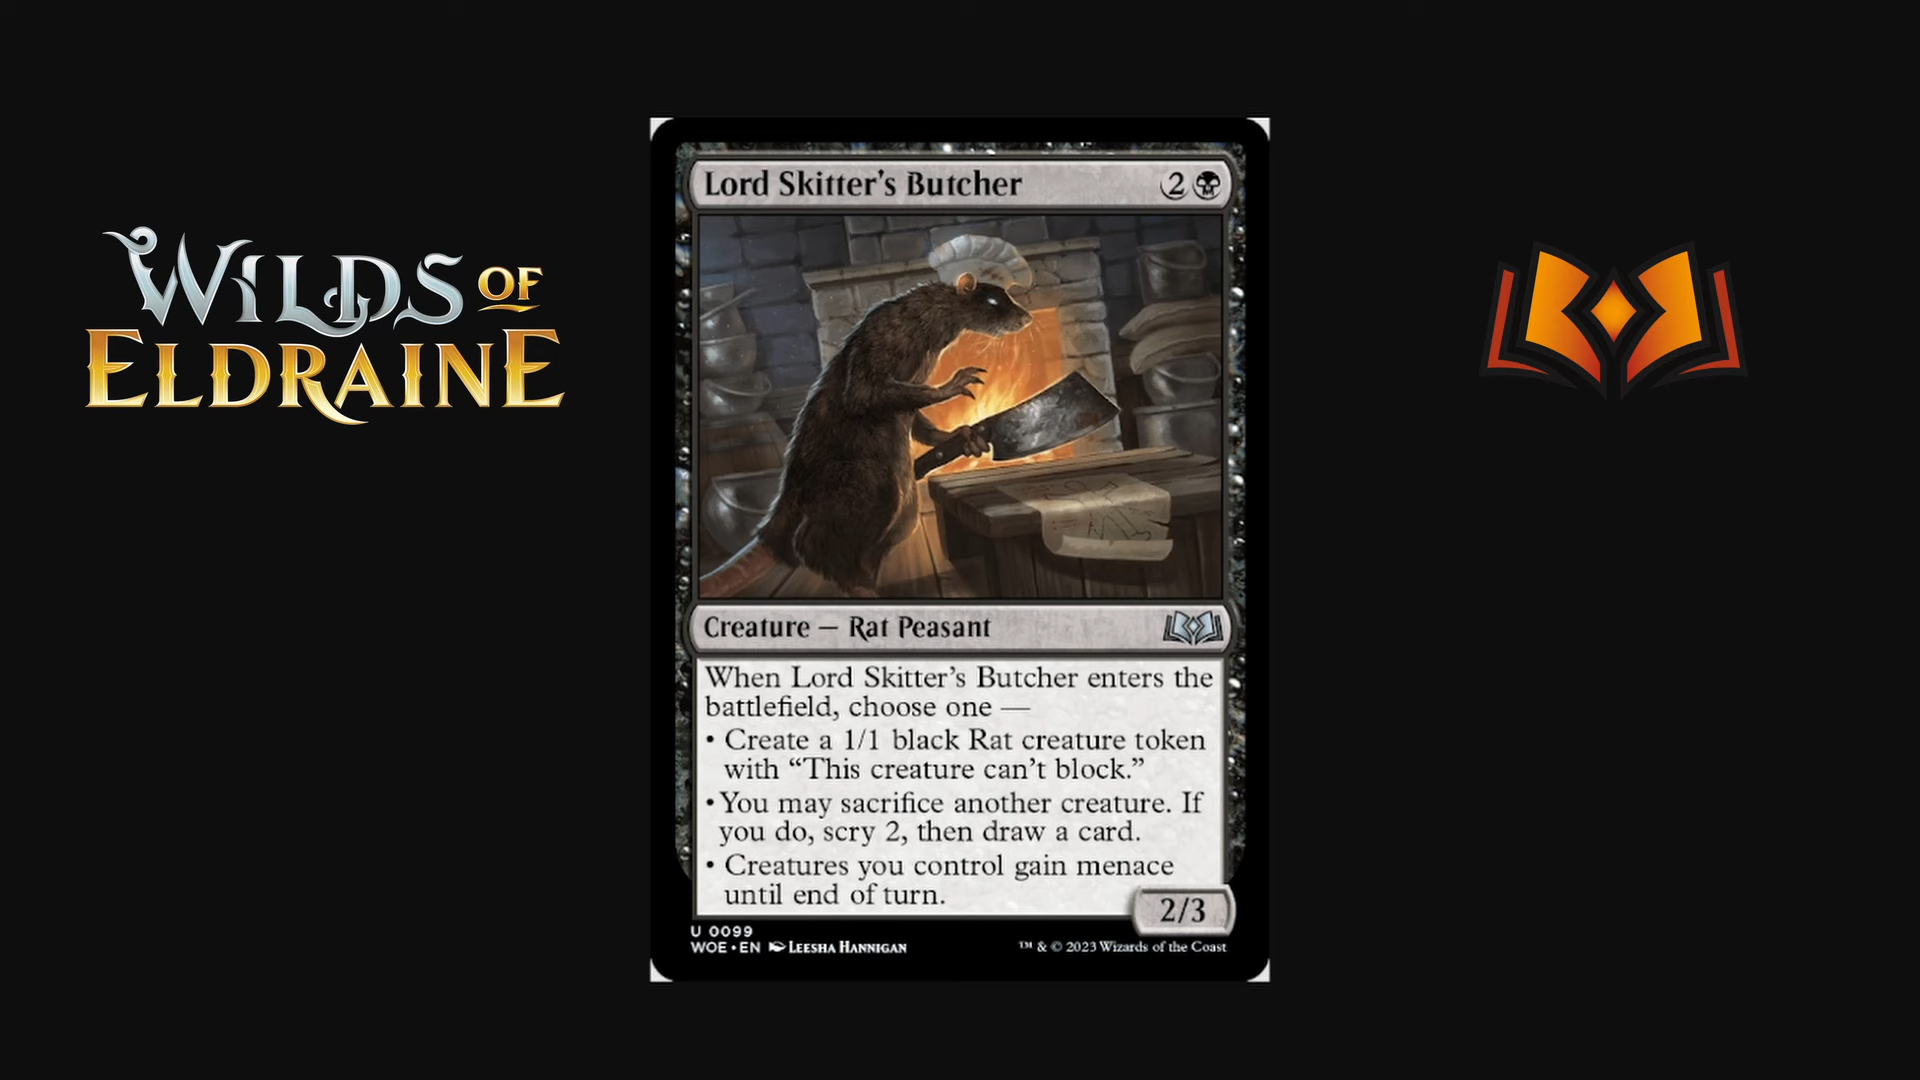 WILDS OF
ELDRAINE
Lord Skitter's Butcher
2
Creature — Rat Peasant
When Lord Skitter's Butcher enters the
battlefield, choose one —
• Create a 1/1 black Rat creature token
with “This creature can't block.”
• You may sacrifice another creature. If
you do, scry 2, then draw a card.
• Creatures you control gain menace
until end of turn.
2/3
U 0099
WOE • EN LEESHA HANNIGAN
™ & © 2023 Wizards of the Coast